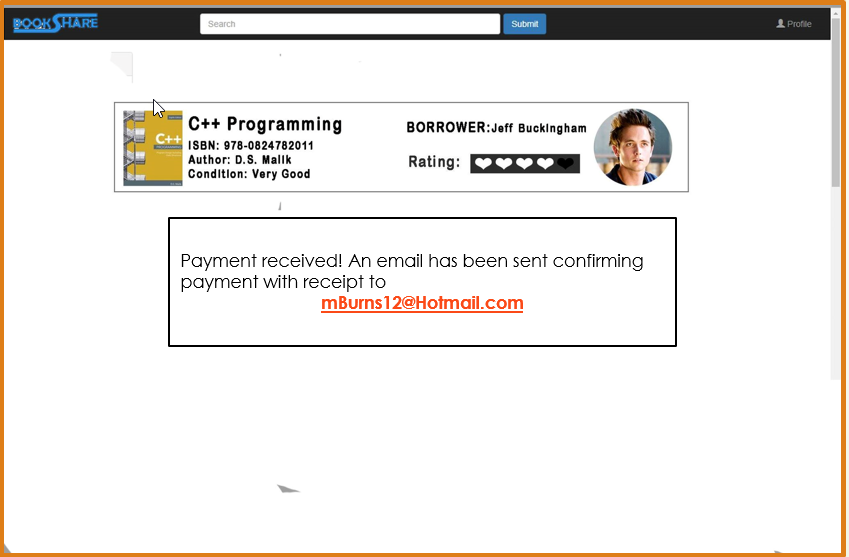 BOOKSHARE
Search
Submit
Profile
C++ Programming
ISBN: 978-0824782011
Author: D.S. Malik
Condition: Very Good
BORROWER:Jeff Buckingham
Rating:
C++
Payment received! An email has been sent confirming
payment with receipt to
mBurns12@Hotmail.com